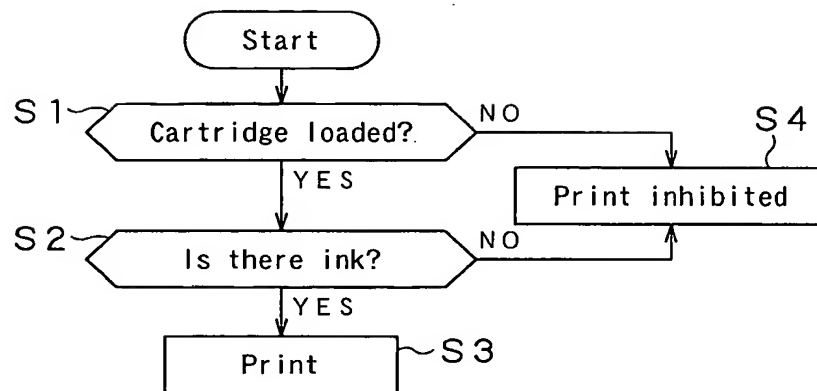 Start
S1
Cartridge loaded?
NO
S4
YES
Print inhibited
S2
Is there ink?
NO
YES
Print
S3